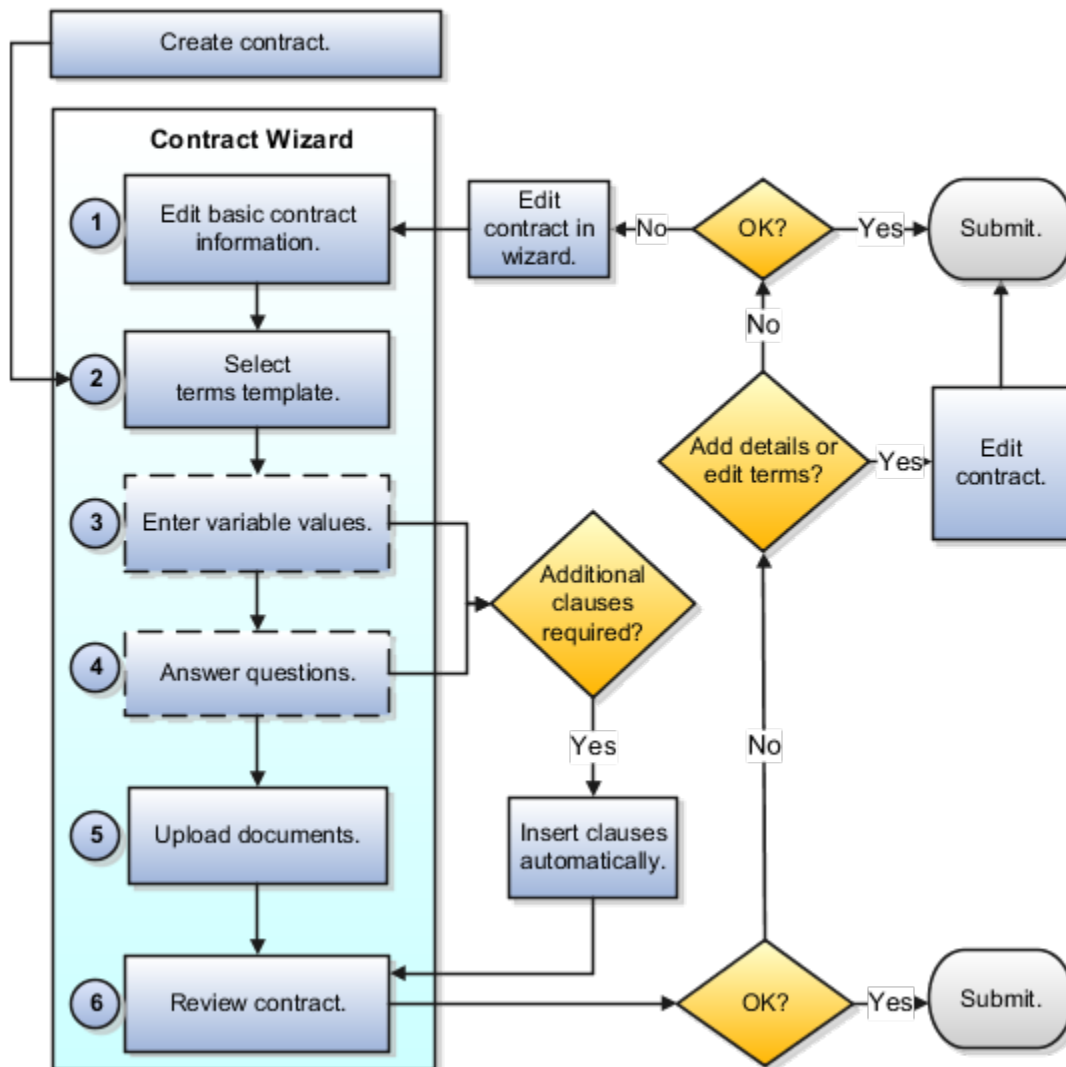 Create contract.
Contract Wizard
1
Edit basic contract
information.
Edit
contract in
wizard.
No
OK?
Yes
Submit.
2
Select
terms template.
No
Add details or
edit terms?
Yes
Edit
contract.
3
Enter variable values.
Additional
clauses
required?
4
Answer questions.
Yes
No
5
Upload documents.
Insert clauses
automatically.
6
Review contract.
OK?
Yes
Submit.